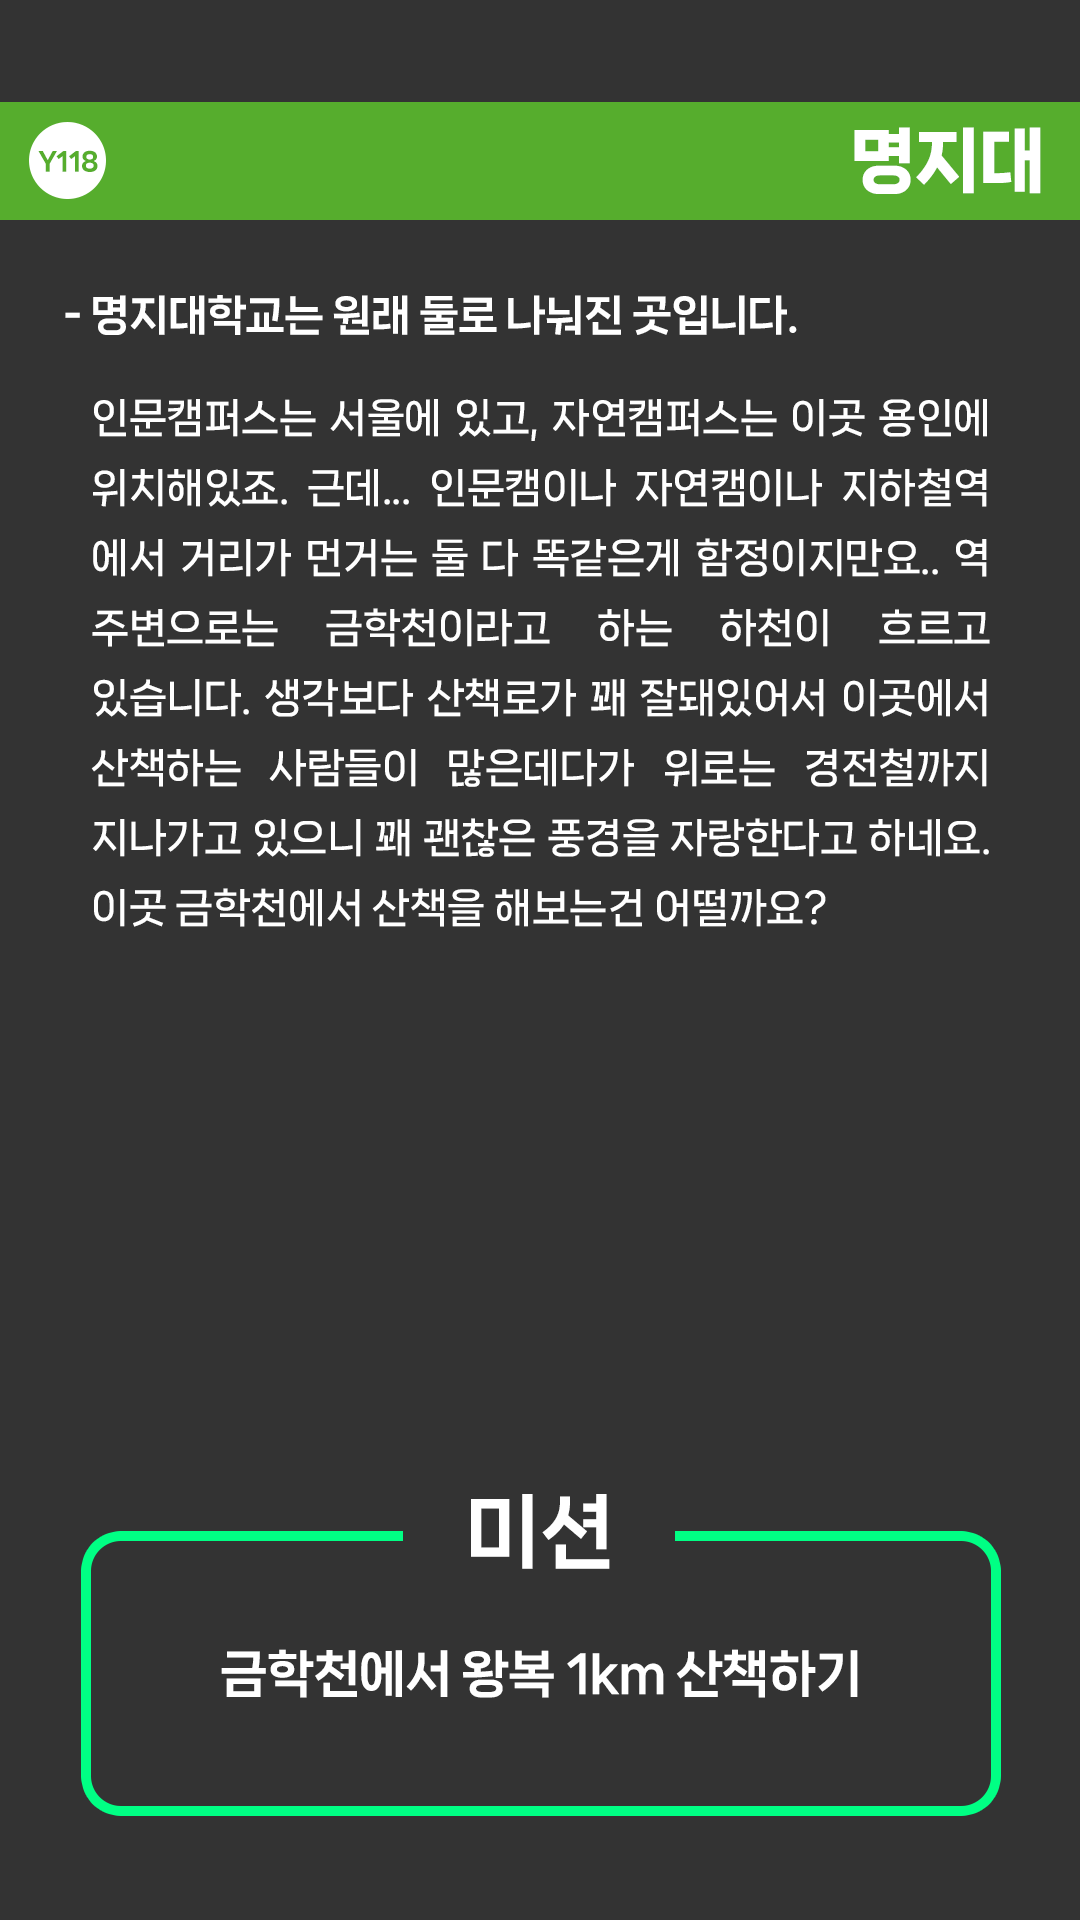 Y118
명지대
- 명지대학교는 원래 둘로 나눠진 곳입니다.
인문캠퍼스는 서울에 있고, 자연캠퍼스는 이곳 용인에
위치해있죠. 근데... 인문캠이나 자연캠이나 지하철역
에서 거리가 먼거는 둘 다 똑같은게 함정이지만요.. 역
주변으로는 금학천이라고 하는 하천이 흐르고
있습니다. 생각보다 산책로가 꽤 잘돼있어서 이곳에서
산책하는 사람들이 많은데다가 위로는 경전철까지
지나가고 있으니 꽤 괜찮은 풍경을 자랑한다고 하네요.
이곳 금학천에서 산책을 해보는건 어떨까요?
미션
금학천에서 왕복 1km 산책하기